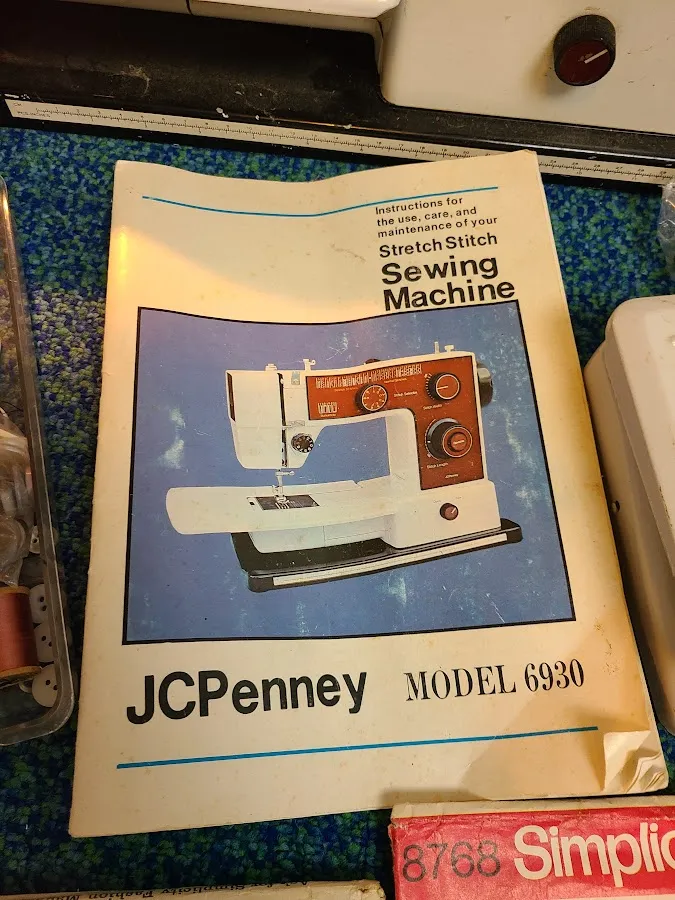 Instructions for
the use, care, and
maintenance of your
Stretch Stitch
Sewing
Machine
JCPenney MODEL 6930
8768 Simplic